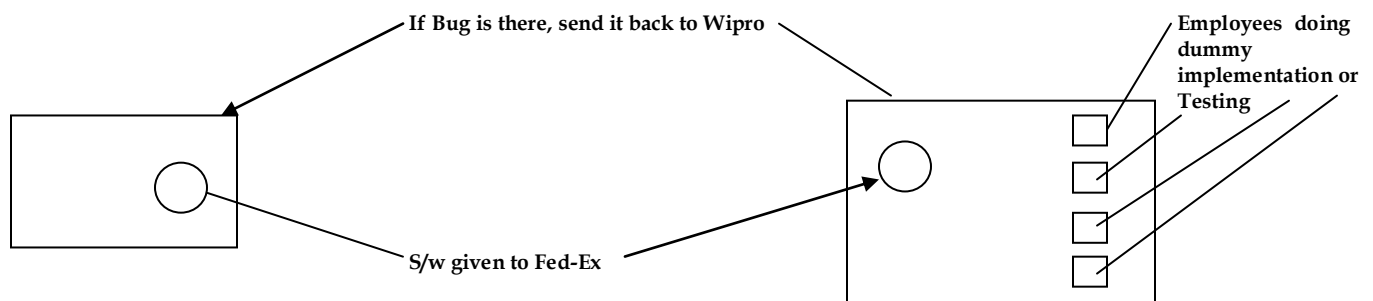 If Bug is there, send it back to Wipro
Employees doing
dummy
implementation or
Testing
S/w given to Fed-Ex